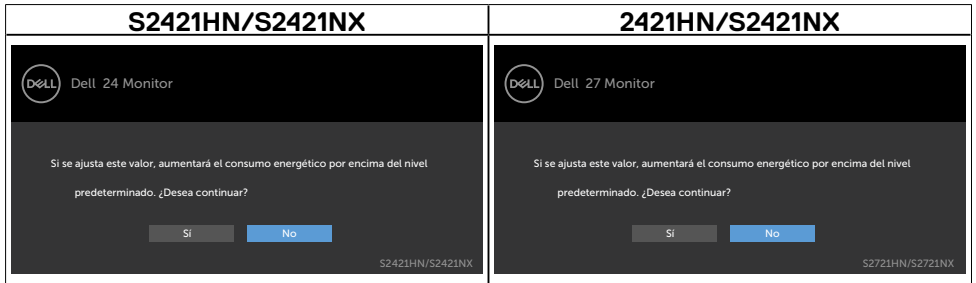 S2421HN/S2421NX
2421HN/S2421NX
DELL Dell 24 Monitor
Si se ajusta este valor, aumentará el consumo energético por encima del nivel
predeterminado. ¿Desea continuar?
Sí No
S2421HN/S2421NX
DELL Dell 27 Monitor
Si se ajusta este valor, aumentará el consumo energético por encima del nivel
predeterminado. ¿Desea continuar?
Sí No
S2721HN/S2721NX